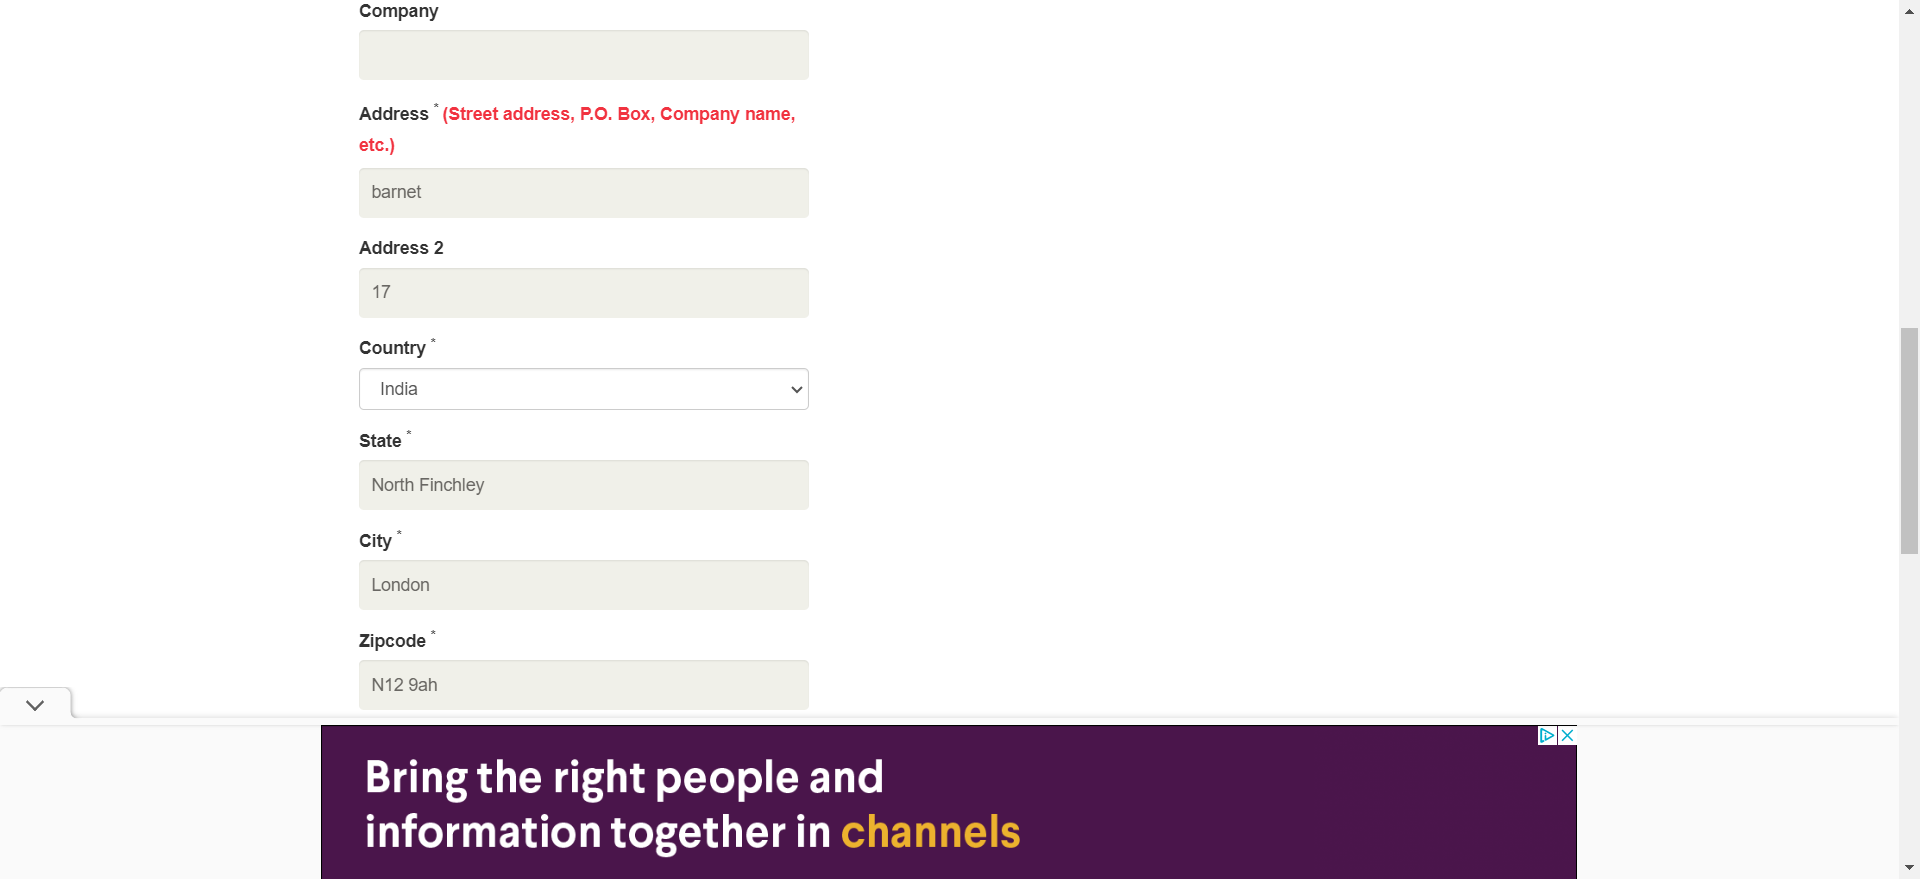 Company
Address * (Street address, P.O. Box, Company name,
etc.)
barnet
Address 2
17
Country *
India
State *
North Finchley
City *
London
Zipcode *
N12 9ah
Bring the right people and
information together in channels